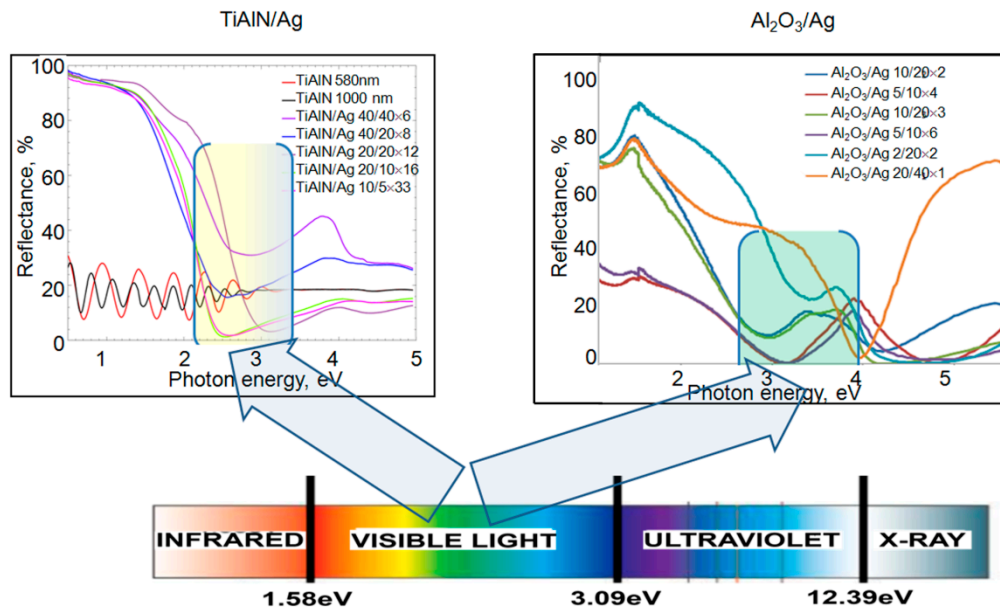 TiAlN/Ag
Al₂O₃/Ag
100
80
60
40
20
0
Reflectance, %
1
2
3
4
5
Photon energy, eV
TiAlN 580nm
TiAlN 1000 nm
TiAlN/Ag 40/40×6
TiAlN/Ag 40/20×8
TiAlN/Ag 20/20×12
TiAlN/Ag 20/10×16
TiAlN/Ag 10/5×33
100
80
60
40
20
0
Reflectance, %
2
3
4
5
Photon energy, eV
Al₂O₃/Ag 10/20×2
Al₂O₃/Ag 5/10×4
Al₂O₃/Ag 10/20×3
Al₂O₃/Ag 5/10×6
Al₂O₃/Ag 2/20×2
Al₂O₃/Ag 20/40×1
INFRARED
VISIBLE LIGHT
ULTRAVIOLET
X-RAY
1.58eV
3.09eV
12.39eV